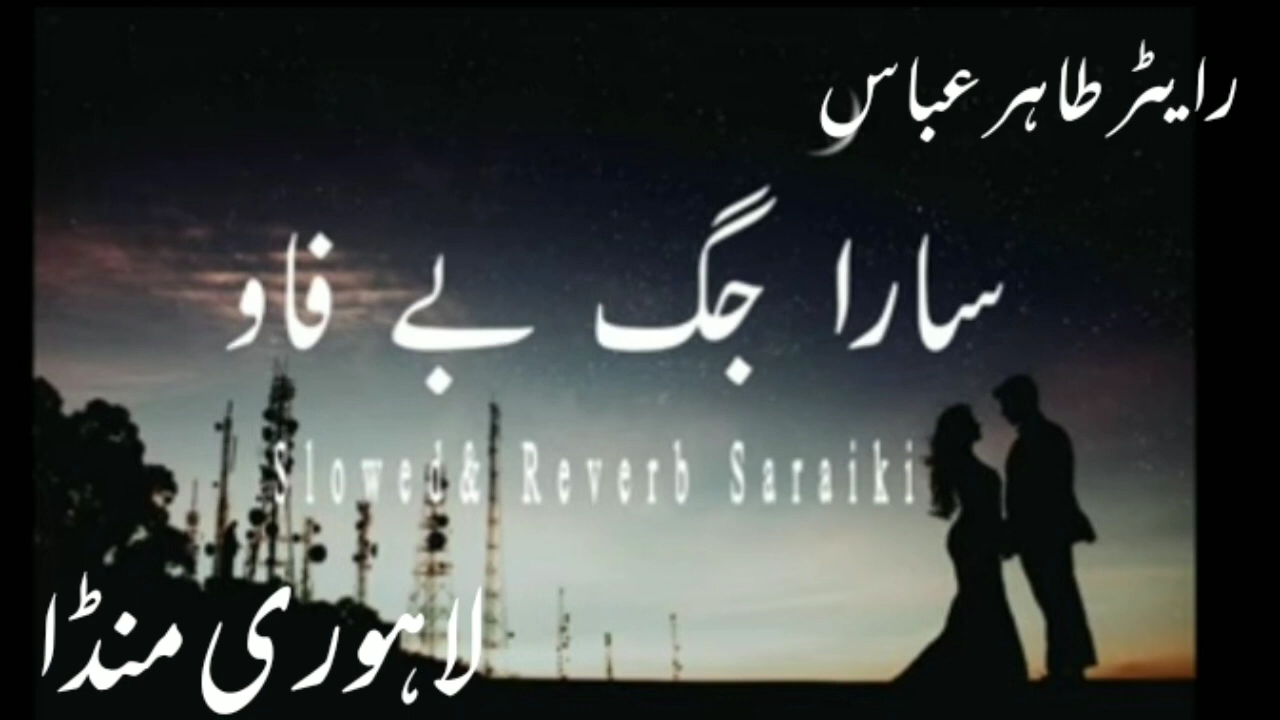 رایٹر طاہر عباس
سارا جگ بے فاو
Slowed& Reverb Saraiki
لاہوری منڈا